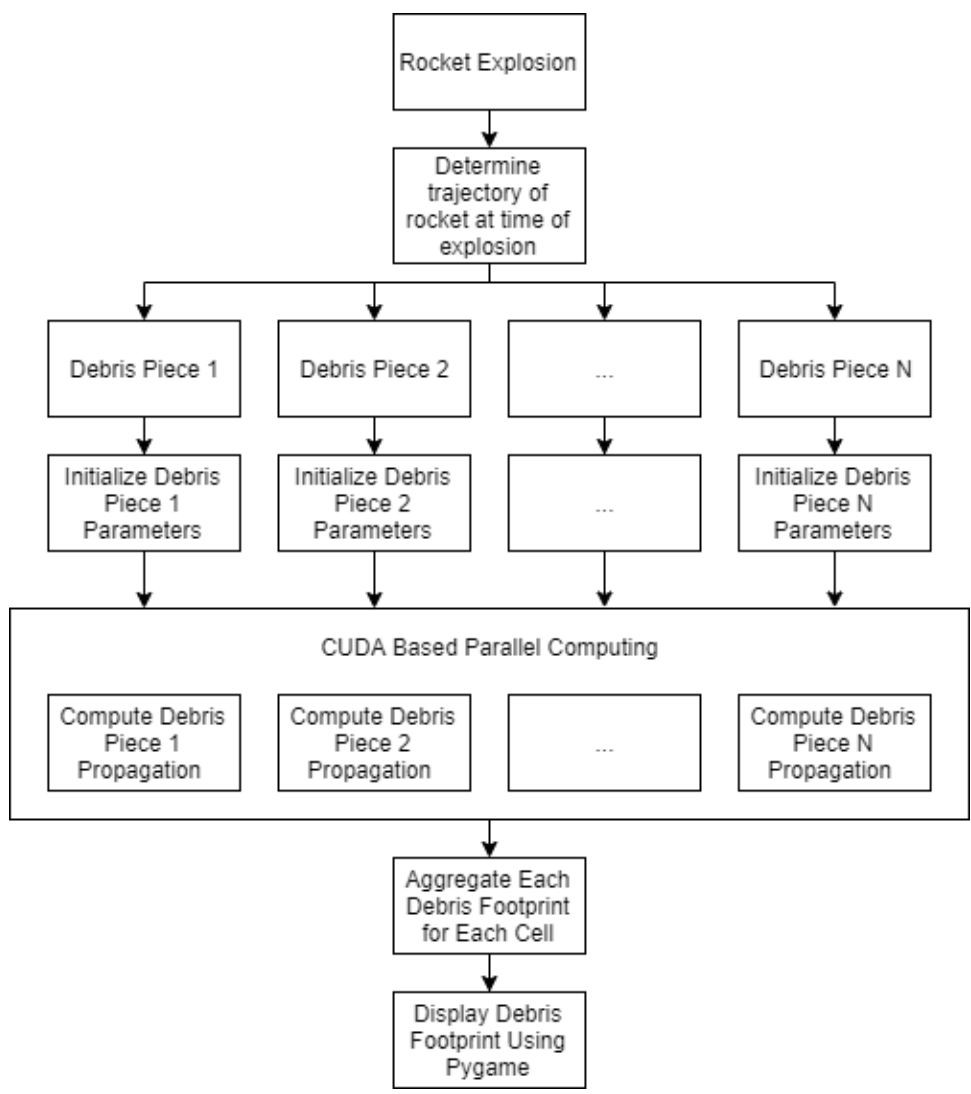 Rocket Explosion
Determine
trajectory of
rocket at time of
explosion
Debris Piece 1
Debris Piece 2
...
Debris Piece N
Initialize Debris
Piece 1
Parameters
Initialize Debris
Piece 2
Parameters
...
Initialize Debris
Piece N
Parameters
CUDA Based Parallel Computing
Compute Debris
Piece 1
Propagation
Compute Debris
Piece 2
Propagation
...
Compute Debris
Piece N
Propagation
Aggregate Each
Debris Footprint
for Each Cell
Display Debris
Footprint Using
Pygame